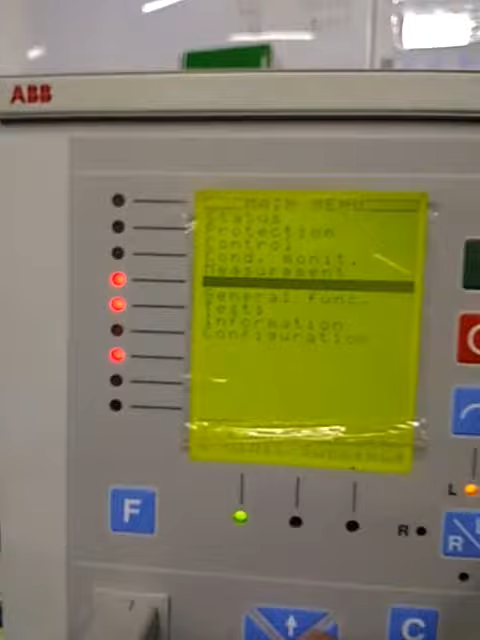 ABB
MAIN MENU
Status
Protection
Control
Cond. monit.
Measurement
General func.
Tests
Information
Configuration
F
L
R
R
C